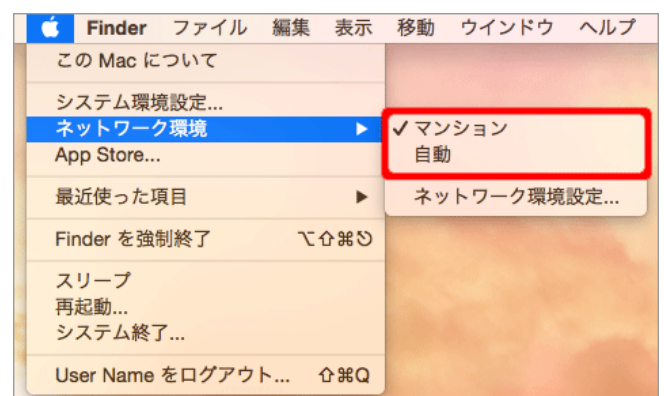 Finder ファイル 編集 表示 移動 ウインドウ ヘルプ
この Mac について
システム環境設定...
ネットワーク環境 ▶
App Store...
最近使った項目 ▶
Finder を強制終了 ⌥⇧⌘⎋
スリープ
再起動...
システム終了...
User Name をログアウト... ⇧⌘Q
✓ マンション
自動
ネットワーク環境設定...